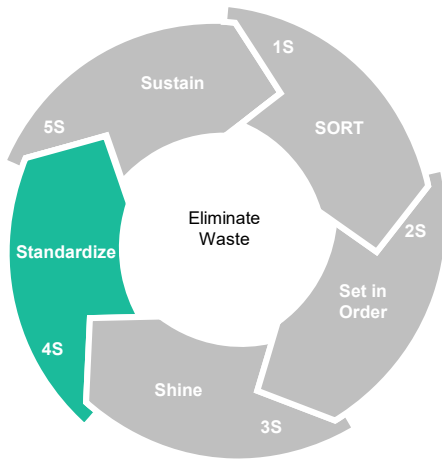 1S
SORT
2S
Set in
Order
3S
Shine
4S
Standardize
5S
Sustain
Eliminate
Waste